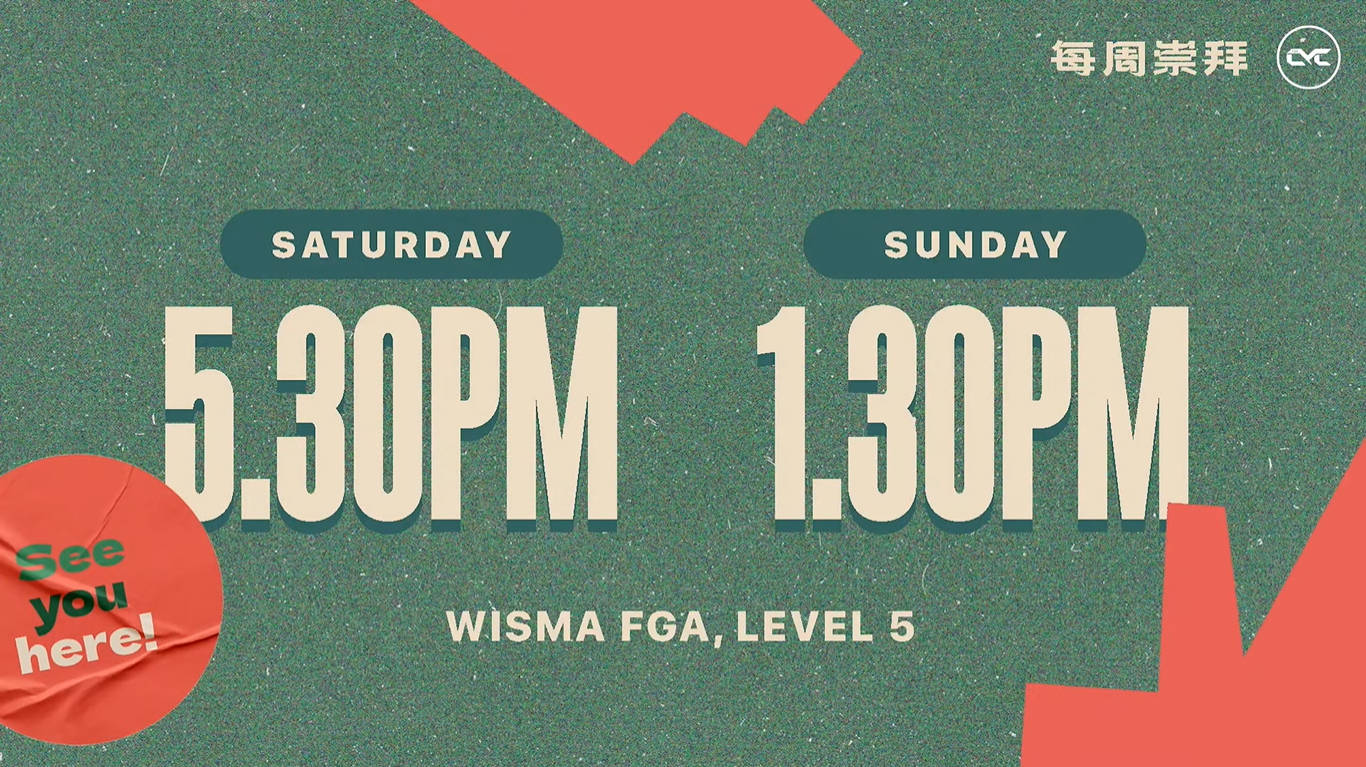 每周崇拜
CYC
SATURDAY
SUNDAY
5.30PM
1.30PM
See
you
here!
WISMA FGA, LEVEL 5